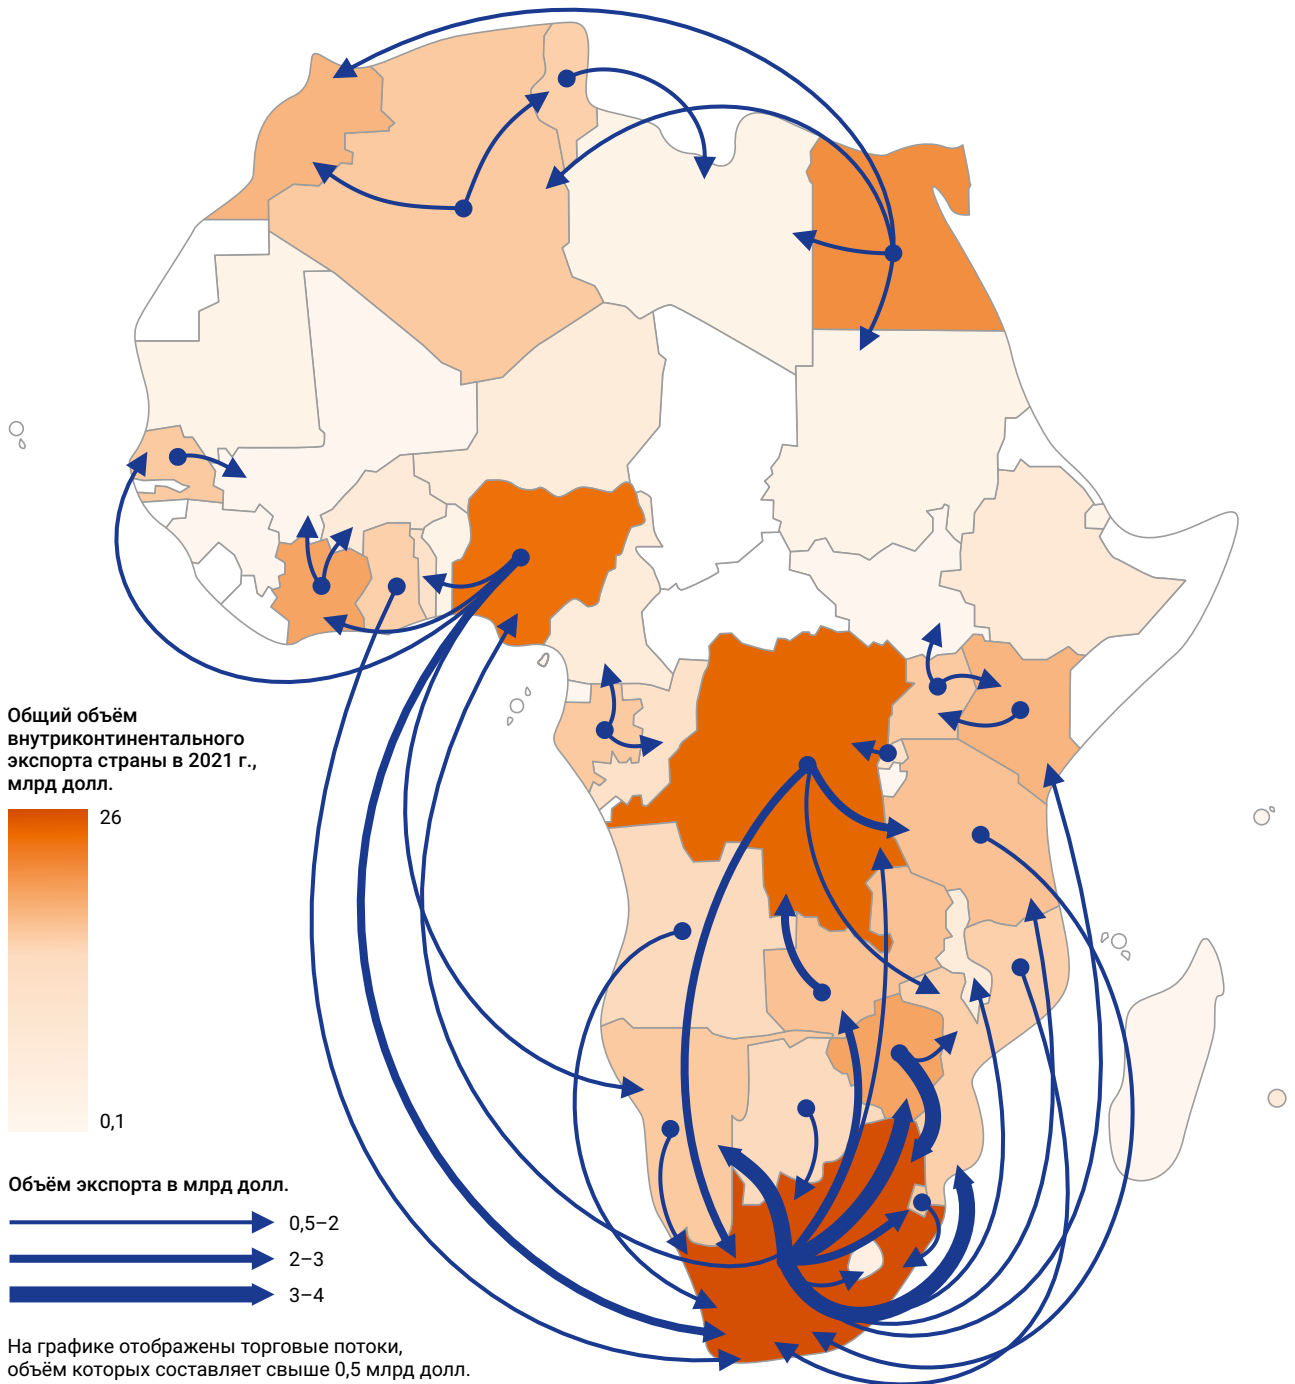 Общий объём
внутриконтинентального
экспорта страны в 2021 г.,
млрд долл.
26
0,1
Объём экспорта в млрд долл.
0,5–2
2–3
3–4
На графике отображены торговые потоки,
объём которых составляет свыше 0,5 млрд долл.